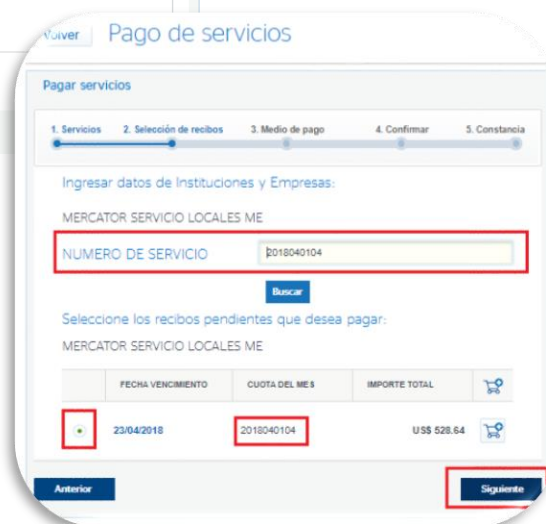 Volver Pago de servicios
Pagar servicios
1. Servicios 2. Selección de recibos 3. Medio de pago 4. Confirmar 5. Constancia
Ingresar datos de Instituciones y Empresas:
MERCATOR SERVICIO LOCALES ME
NUMERO DE SERVICIO 2018040104
Buscar
Seleccione los recibos pendientes que desea pagar:
MERCATOR SERVICIO LOCALES ME
FECHA VENCIMIENTO CUOTA DEL MES IMPORTE TOTAL
23/04/2018 2018040104 US$ 528.64
Anterior Siguiente